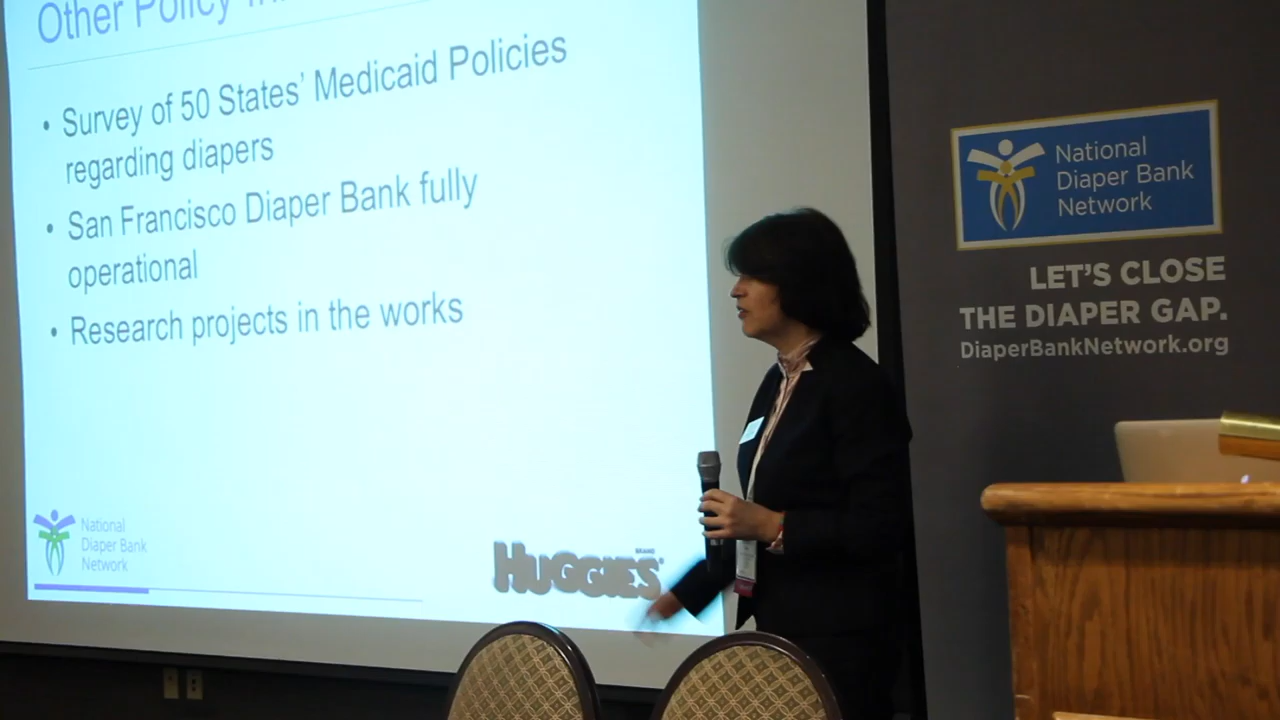 Other Policy
• Survey of 50 States' Medicaid Policies
regarding diapers
• San Francisco Diaper Bank fully
operational
• Research projects in the works
National
Diaper Bank
Network
HUGGIES
BRAND
National
Diaper Bank
Network
LET'S CLOSE
THE DIAPER GAP.
DiaperBankNetwork.org